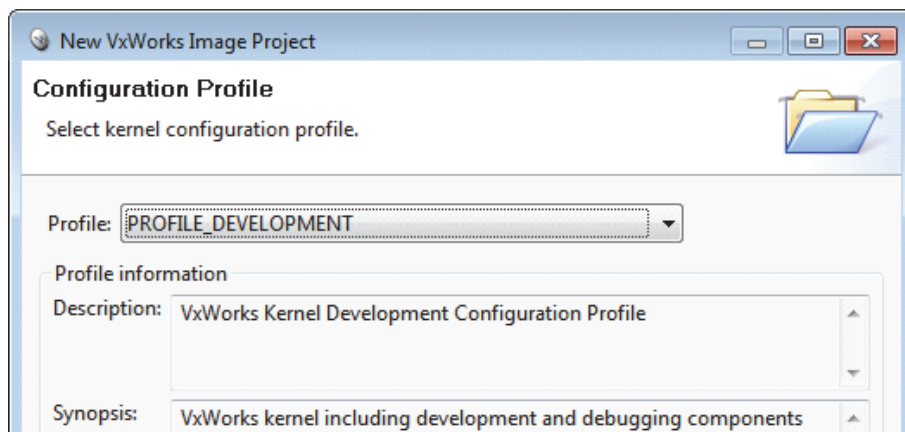 New VxWorks Image Project
Configuration Profile
Select kernel configuration profile.
Profile: PROFILE_DEVELOPMENT
Profile information
Description: VxWorks Kernel Development Configuration Profile
Synopsis: VxWorks kernel including development and debugging components